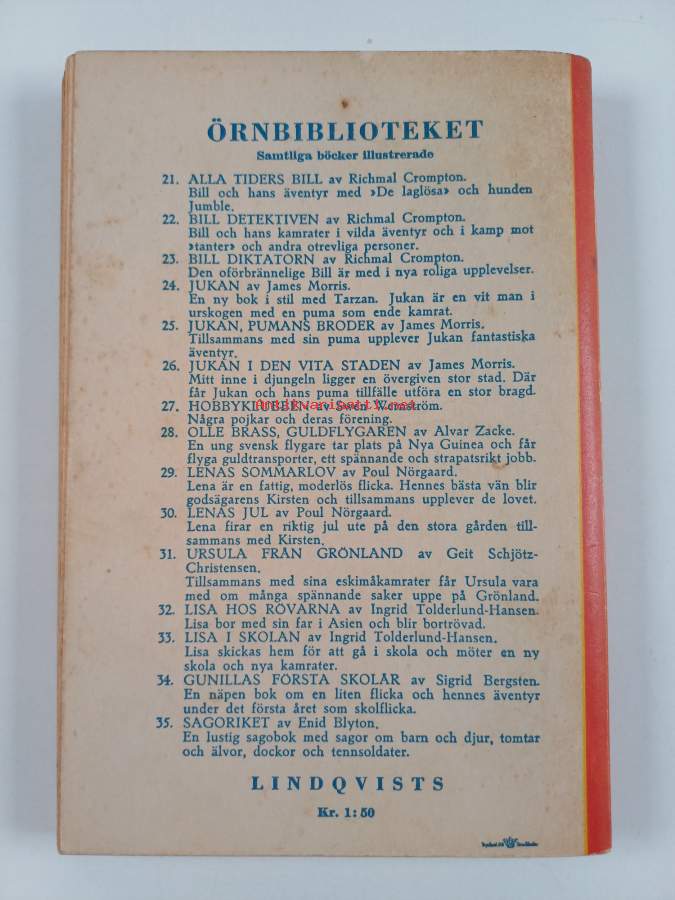 ÖRNBIBLIOTEKET
Samtliga böcker illustrerade
21. ALLA TIDERS BILL av Richmal Crompton.
Bill och hans äventyr med »De laglösa» och hunden
Jumble.
22. BILL DETEKTIVEN av Richmal Crompton.
Bill och hans kamrater i vilda äventyr och i kamp mot
»tanter» och andra otrevliga personer.
23. BILL DIKTATORN av Richmal Crompton.
Den oförbrännelige Bill är med i nya roliga upplevelser.
24. JUKAN av James Morris.
En ny bok i stil med Tarzan. Jukan är en vit man i
urskogen med en puma som ende kamrat.
25. JUKAN, PUMANS BRODER av James Morris.
Tillsammans med sin puma upplever Jukan fantastiska
äventyr.
26. JUKAN I DEN VITA STADEN av James Morris.
Mitt inne i djungeln ligger en övergiven stor stad. Där
får Jukan och hans puma tillfälle utföra en stor bragd.
27. HOBBYKLUBBEN av Sven Wernström.
Några pojkar och deras förening.
28. OLLE BRASS, GULDFLYGAREN av Alvar Zacke.
En ung svensk flygare tar plats på Nya Guinea och får
flyga guldtransporter, ett spännande och strapatsrikt jobb.
29. LENAS SOMMARLOV av Poul Nörgaard.
Lena är en fattig, moderlös flicka. Hennes bästa vän blir
godsägarens Kirsten och tillsammans upplever de lovet.
30. LENAS JUL av Poul Nörgaard.
Lena firar en riktig jul ute på den stora gården till-
sammans med Kirsten.
31. URSULA FRÅN GRÖNLAND av Geit Schjötz-
Christensen.
Tillsammans med sina eskimåkamrater får Ursula vara
med om många spännande saker uppe på Grönland.
32. LISA HOS RÖVARNA av Ingrid Tolderlund-Hansen.
Lisa bor med sin far i Asien och blir bortrövad.
33. LISA I SKOLAN av Ingrid Tolderlund-Hansen.
Lisa skickas hem för att gå i skola och möter en ny
skola och nya kamrater.
34. GUNILLAS FÖRSTA SKOLÅR av Sigrid Bergsten.
En näpen bok om en liten flicka och hennes äventyr
under det första året som skolflicka.
35. SAGORIKET av Enid Blyton.
En lustig sagobok med sagor om barn och djur, tomtar
och älvor, dockor och tennsoldater.
LINDQVISTS
Kr. 1:50